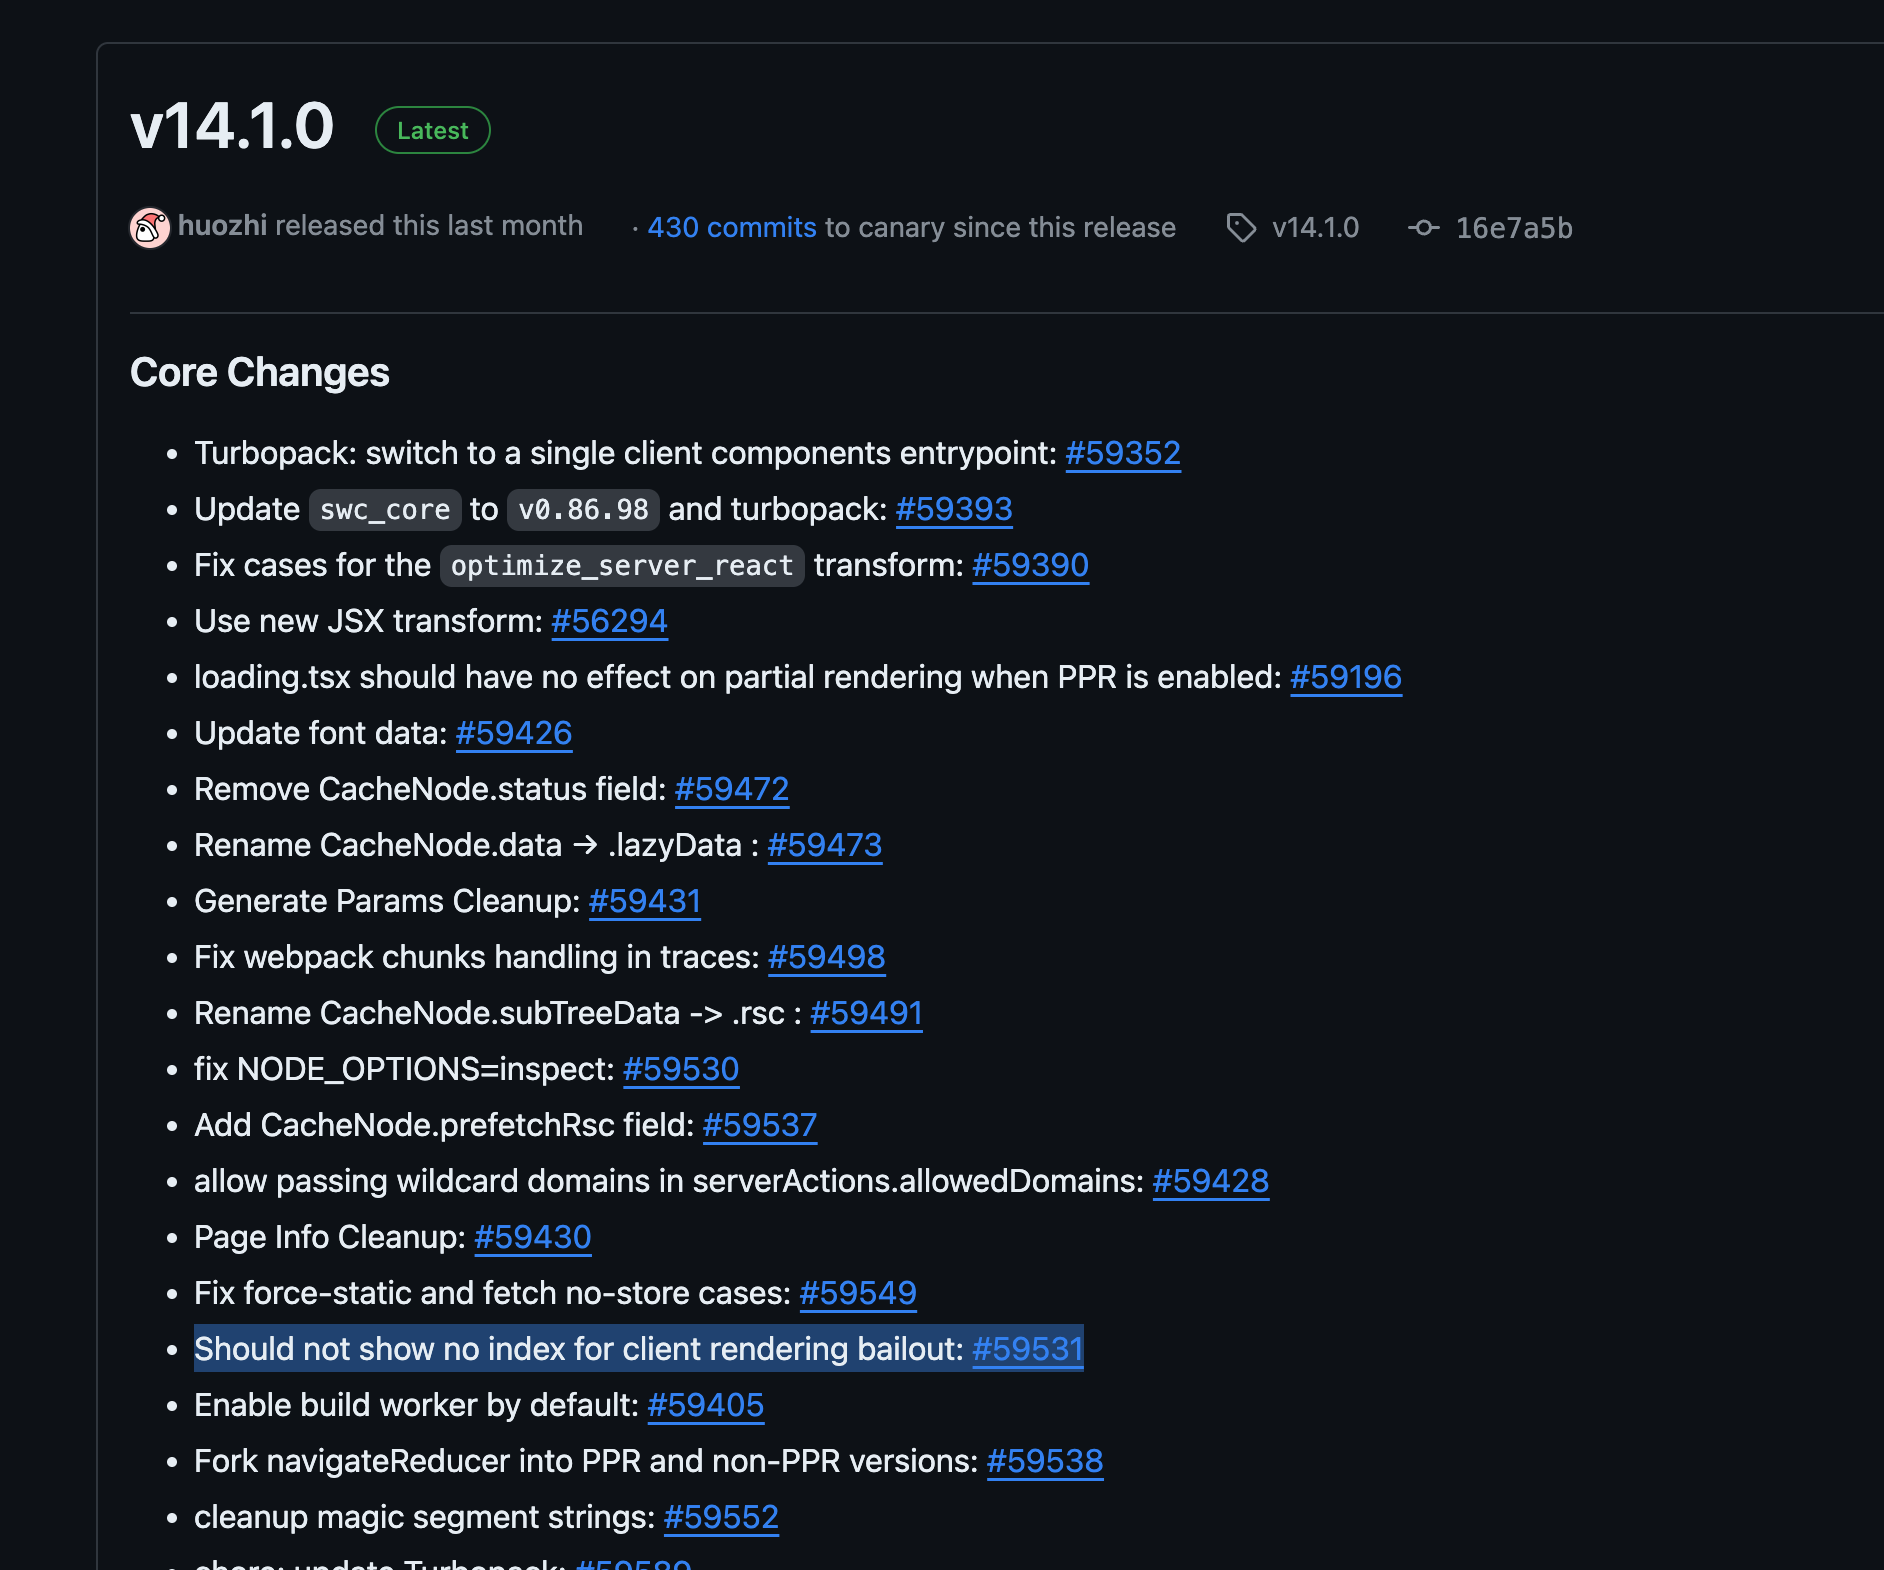 v14.1.0 Latest
huozhi released this last month · 430 commits to canary since this release v14.1.0 16e7a5b
Core Changes
• Turbopack: switch to a single client components entrypoint: #59352
• Update swc_core to v0.86.98 and turbopack: #59393
• Fix cases for the optimize_server_react transform: #59390
• Use new JSX transform: #56294
• loading.tsx should have no effect on partial rendering when PPR is enabled: #59196
• Update font data: #59426
• Remove CacheNode.status field: #59472
• Rename CacheNode.data → .lazyData : #59473
• Generate Params Cleanup: #59431
• Fix webpack chunks handling in traces: #59498
• Rename CacheNode.subTreeData -> .rsc : #59491
• fix NODE_OPTIONS=inspect: #59530
• Add CacheNode.prefetchRsc field: #59537
• allow passing wildcard domains in serverActions.allowedDomains: #59428
• Page Info Cleanup: #59430
• Fix force-static and fetch no-store cases: #59549
• Should not show no index for client rendering bailout: #59531
• Enable build worker by default: #59405
• Fork navigateReducer into PPR and non-PPR versions: #59538
• cleanup magic segment strings: #59552
• chore: update Turbopack: #59589